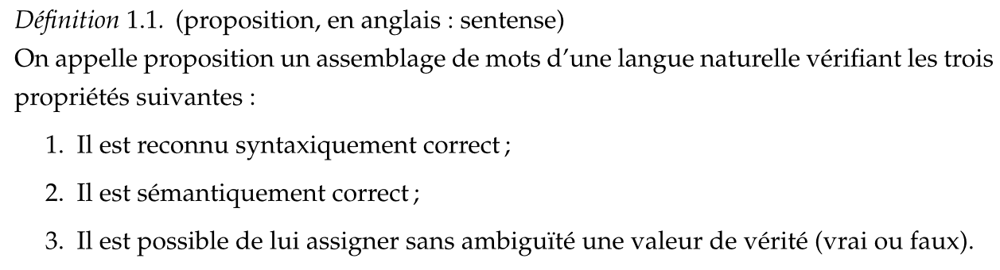 Définition 1.1. (proposition, en anglais : sentense)
On appelle proposition un assemblage de mots d’une langue naturelle vérifiant les trois
propriétés suivantes :
1. Il est reconnu syntaxiquement correct ;
2. Il est sémantiquement correct ;
3. Il est possible de lui assigner sans ambiguïté une valeur de vérité (vrai ou faux).